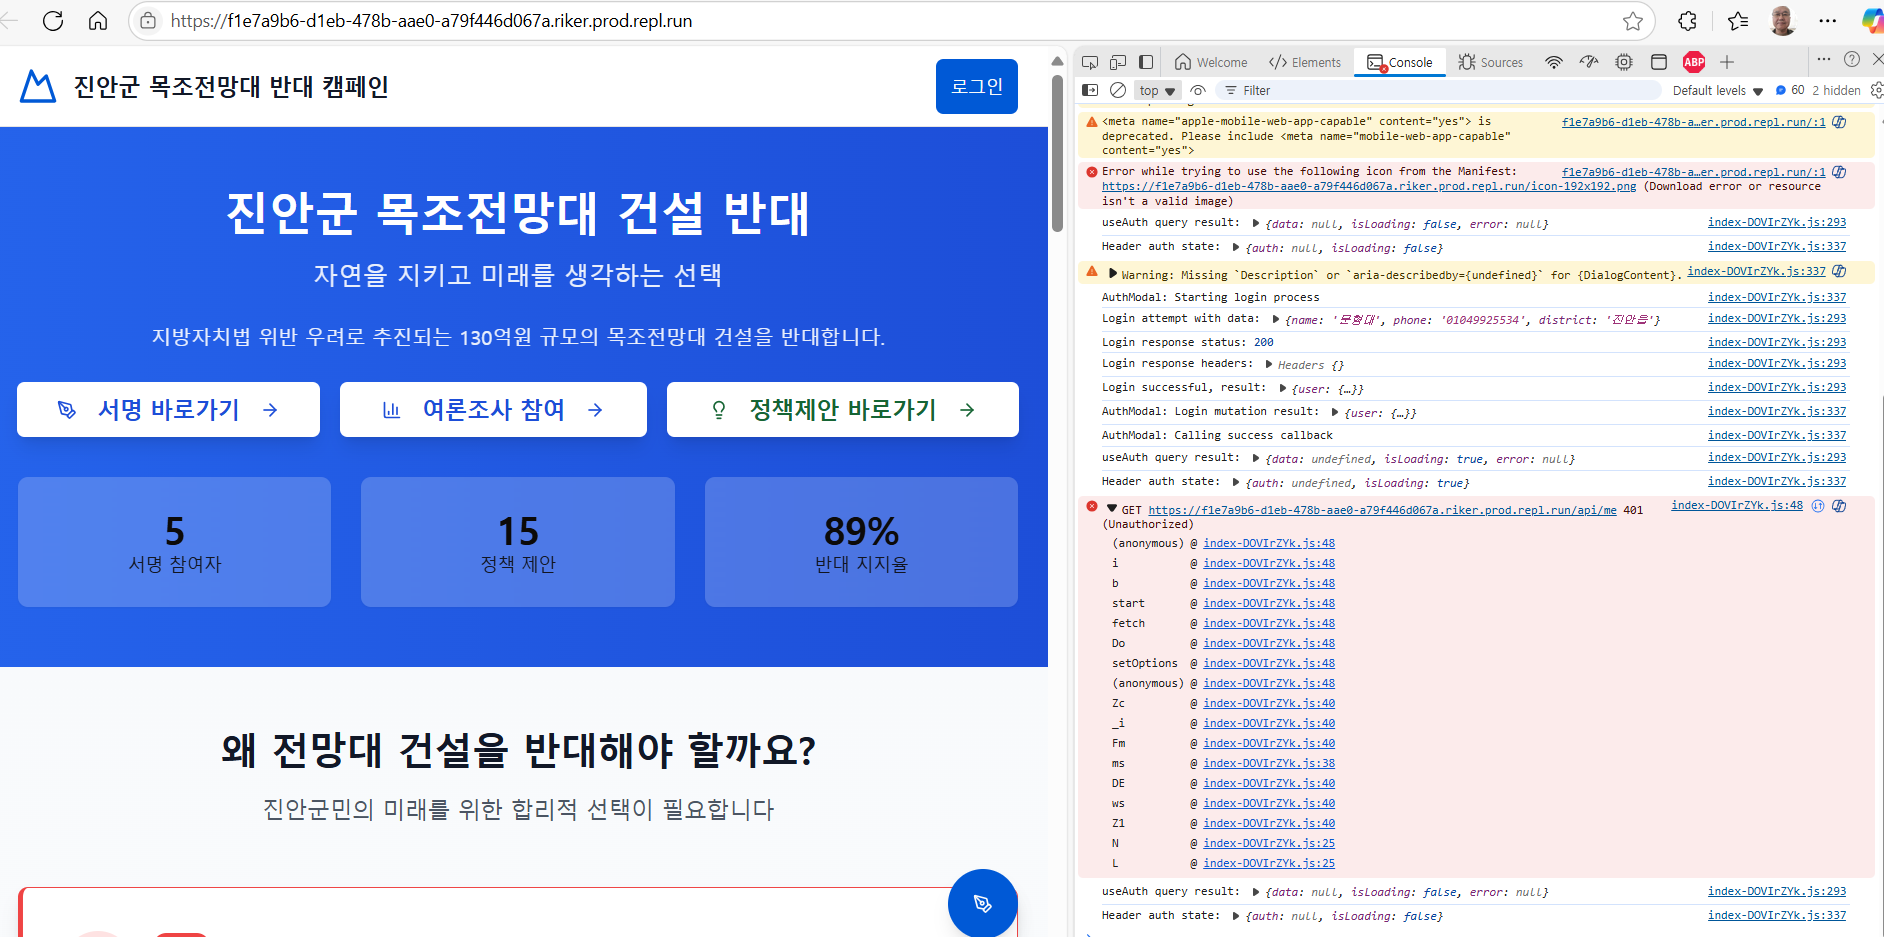 https://f1e7a9b6-d1eb-478b-aae0-a79f446d067a.riker.prod.repl.run
진안군 목조전망대 반대 캠페인
로그인
진안군 목조전망대 건설 반대
자연을 지키고 미래를 생각하는 선택
지방자치법 위반 우려로 추진되는 130억원 규모의 목조전망대 건설을 반대합니다.
서명 바로가기 →
여론조사 참여 →
정책제안 바로가기 →
5
서명 참여자
15
정책 제안
89%
반대 지지율
왜 전망대 건설을 반대해야 할까요?
진안군민의 미래를 위한 합리적 선택이 필요합니다
Welcome
Elements
Console
Sources
ABP
top
Filter
Default levels
60
2 hidden
<meta name="apple-mobile-web-app-capable" content="yes"> is f1e7a9b6-d1eb-478b-a…er.prod.repl.run/:1
deprecated. Please include <meta name="mobile-web-app-capable"
content="yes">
Error while trying to use the following icon from the Manifest: f1e7a9b6-d1eb-478b-a…er.prod.repl.run/:1
https://f1e7a9b6-d1eb-478b-aae0-a79f446d067a.riker.prod.repl.run/icon-192x192.png (Download error or resource
isn't a valid image)
useAuth query result: {data: null, isLoading: false, error: null} index-DOVIrZYk.js:293
Header auth state: {auth: null, isLoading: false} index-DOVIrZYk.js:337
Warning: Missing `Description` or `aria-describedby={undefined}` for {DialogContent}. index-DOVIrZYk.js:337
AuthModal: Starting login process index-DOVIrZYk.js:337
Login attempt with data: {name: '문형대', phone: '01049925534', district: '진안읍'} index-DOVIrZYk.js:293
Login response status: 200 index-DOVIrZYk.js:293
Login response headers: Headers {} index-DOVIrZYk.js:293
Login successful, result: {user: {…}} index-DOVIrZYk.js:293
AuthModal: Login mutation result: {user: {…}} index-DOVIrZYk.js:337
AuthModal: Calling success callback index-DOVIrZYk.js:337
useAuth query result: {data: undefined, isLoading: true, error: null} index-DOVIrZYk.js:293
Header auth state: {auth: undefined, isLoading: true} index-DOVIrZYk.js:337
GET https://f1e7a9b6-d1eb-478b-aae0-a79f446d067a.riker.prod.repl.run/api/me 401 index-DOVIrZYk.js:48
(Unauthorized)
(anonymous) @ index-DOVIrZYk.js:48
i @ index-DOVIrZYk.js:48
b @ index-DOVIrZYk.js:48
start @ index-DOVIrZYk.js:48
fetch @ index-DOVIrZYk.js:48
Do @ index-DOVIrZYk.js:48
setOptions @ index-DOVIrZYk.js:48
(anonymous) @ index-DOVIrZYk.js:48
Zc @ index-DOVIrZYk.js:40
_i @ index-DOVIrZYk.js:40
Fm @ index-DOVIrZYk.js:40
ms @ index-DOVIrZYk.js:38
DE @ index-DOVIrZYk.js:40
ws @ index-DOVIrZYk.js:40
Z1 @ index-DOVIrZYk.js:40
N @ index-DOVIrZYk.js:25
L @ index-DOVIrZYk.js:25
useAuth query result: {data: null, isLoading: false, error: null} index-DOVIrZYk.js:293
Header auth state: {auth: null, isLoading: false} index-DOVIrZYk.js:337